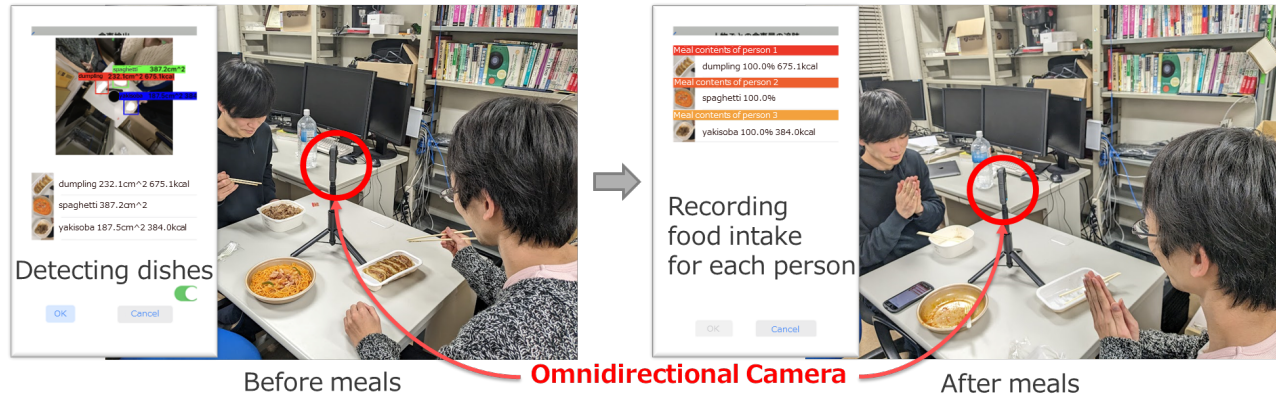 spaghetti 387.2cm^2
dumpling 232.1cm^2 675.1kcal
dumpling 232.1cm^2 675.1kcal
spaghetti 387.2cm^2
yakisoba 187.5cm^2 384.0kcal
Detecting dishes
OK
Cancel
Before meals
Meal contents of person 1
dumpling 100.0% 675.1kcal
Meal contents of person 2
spaghetti 100.0%
Meal contents of person 3
yakisoba 100.0% 384.0kcal
Recording
food intake
for each person
OK
Cancel
Omnidirectional Camera
After meals